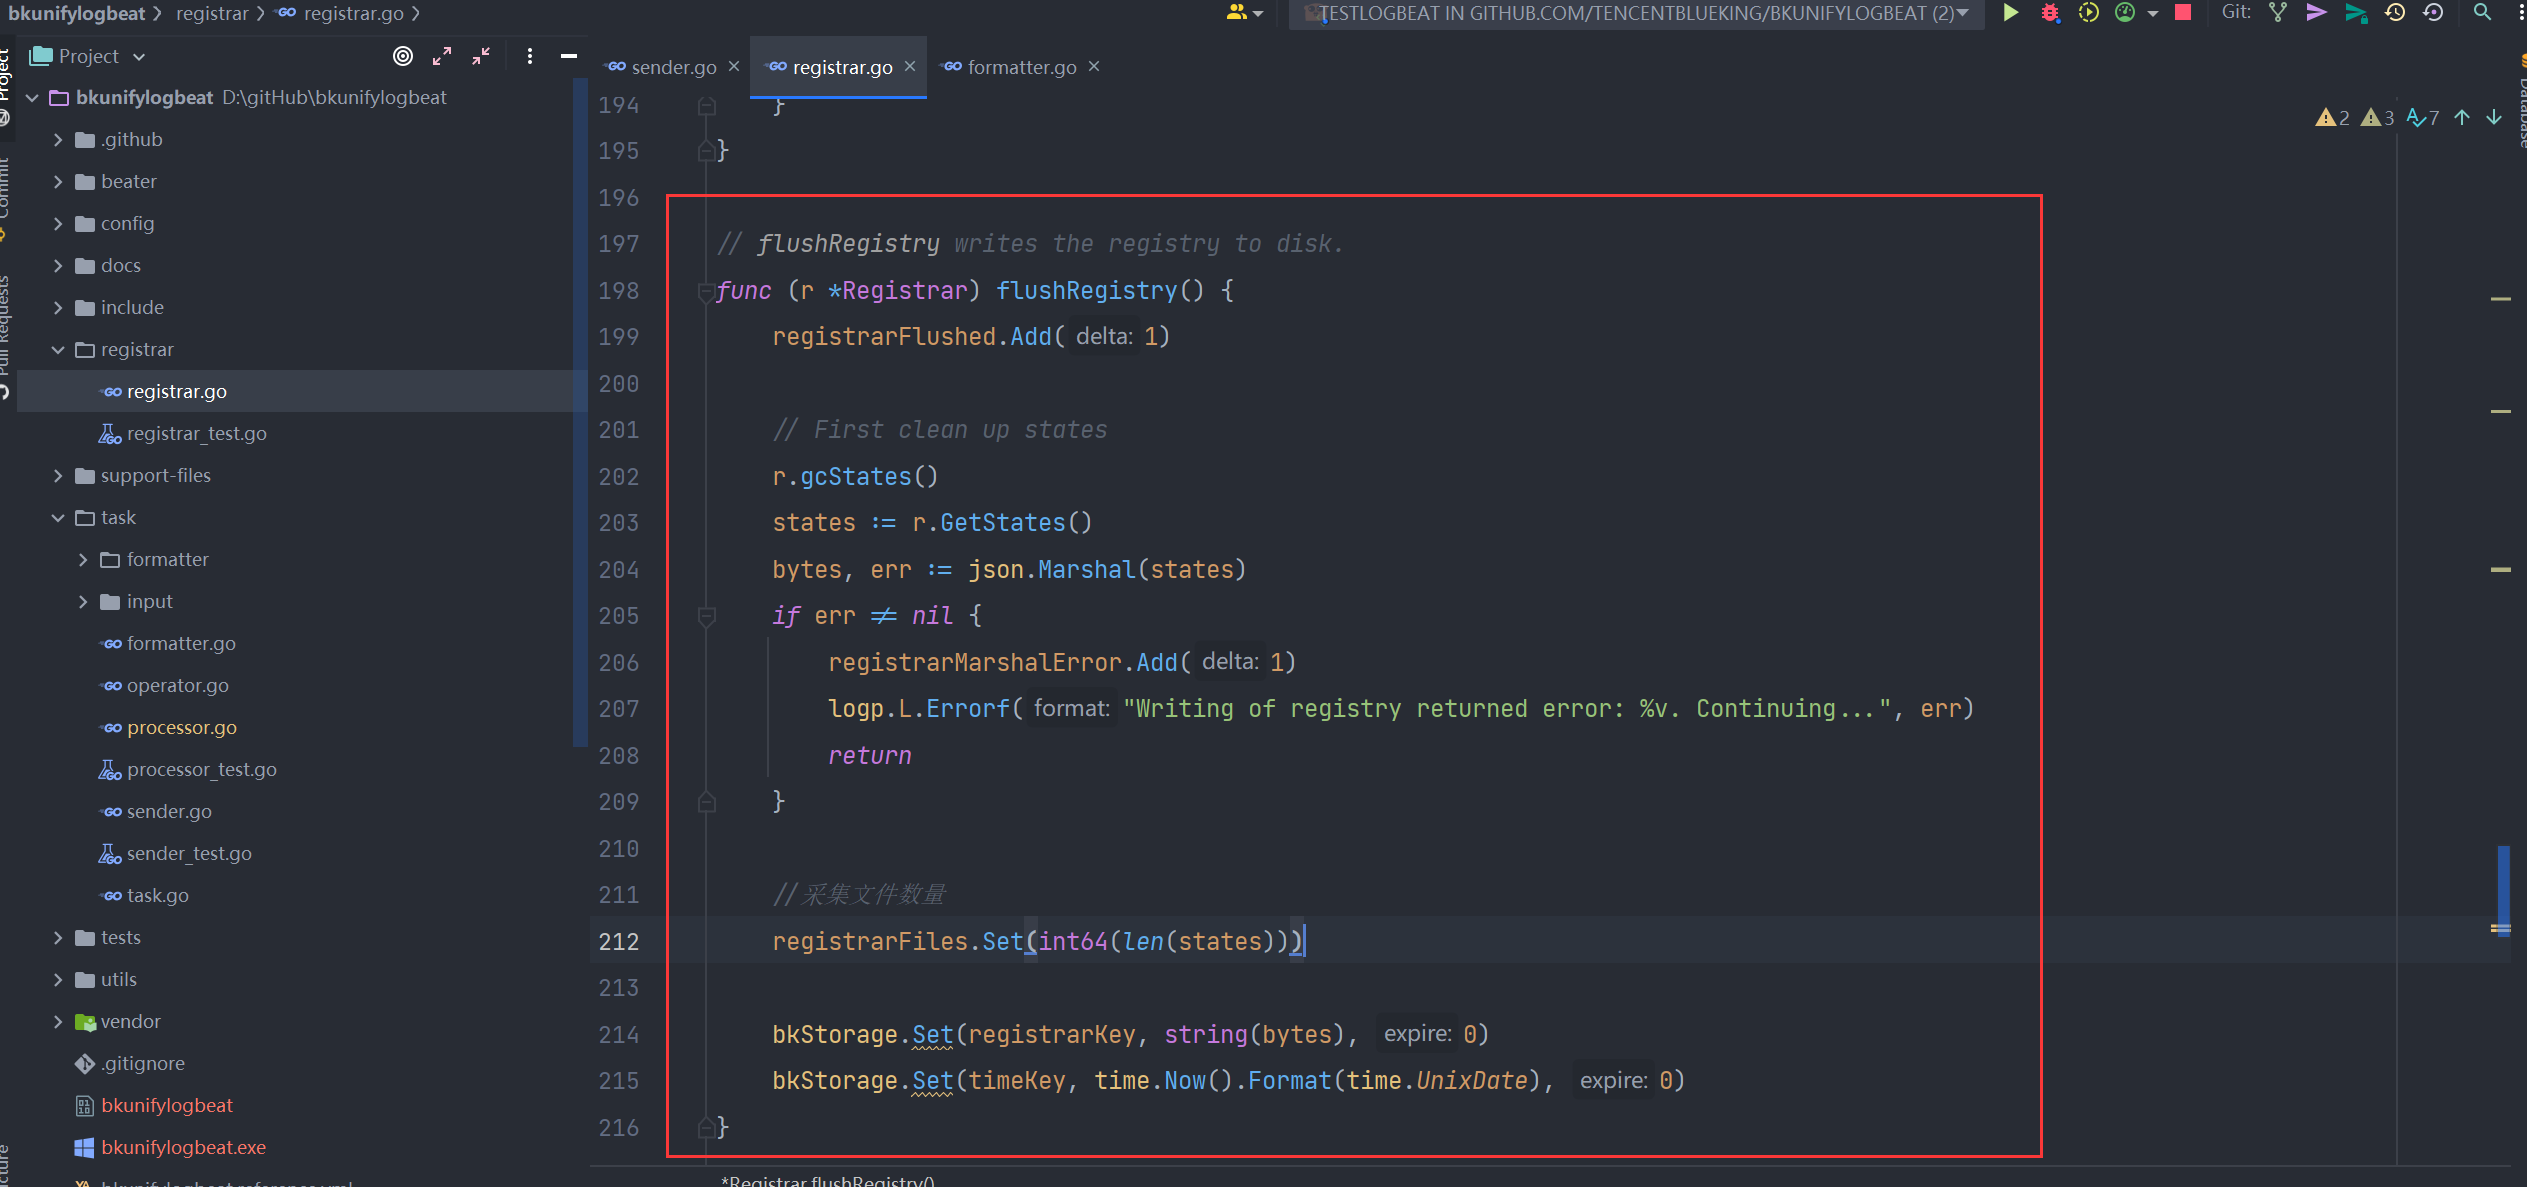 bkunifylogbeat registrar registrar.go
TESTLOGBEAT IN GITHUB.COM/TENCENTBLUEKING/BKUNIFYLOGBEAT (2)
Git:
Project
sender.go
registrar.go
formatter.go
Project
Commit
Pull Requests
Database
bkunifylogbeat D:\gitHub\bkunifylogbeat
.github
beater
config
docs
include
registrar
registrar.go
registrar_test.go
support-files
task
formatter
input
formatter.go
operator.go
processor.go
processor_test.go
sender.go
sender_test.go
task.go
tests
utils
vendor
.gitignore
bkunifylogbeat
bkunifylogbeat.exe
2 3 7
194 }
195 }
196
197 // flushRegistry writes the registry to disk.
198 func (r *Registrar) flushRegistry() {
199 registrarFlushed.Add( delta: 1)
200
201 // First clean up states
202 r.gcStates()
203 states := r.GetStates()
204 bytes, err := json.Marshal(states)
205 if err != nil {
206 registrarMarshalError.Add( delta: 1)
207 logp.L.Errorf( format: "Writing of registry returned error: %v. Continuing...", err)
208 return
209 }
210
211 //采集文件数量
212 registrarFiles.Set(int64(len(states)))
213
214 bkStorage.Set(registrarKey, string(bytes), expire: 0)
215 bkStorage.Set(timeKey, time.Now().Format(time.UnixDate), expire: 0)
216 }
*Registrar.flushRegistry()